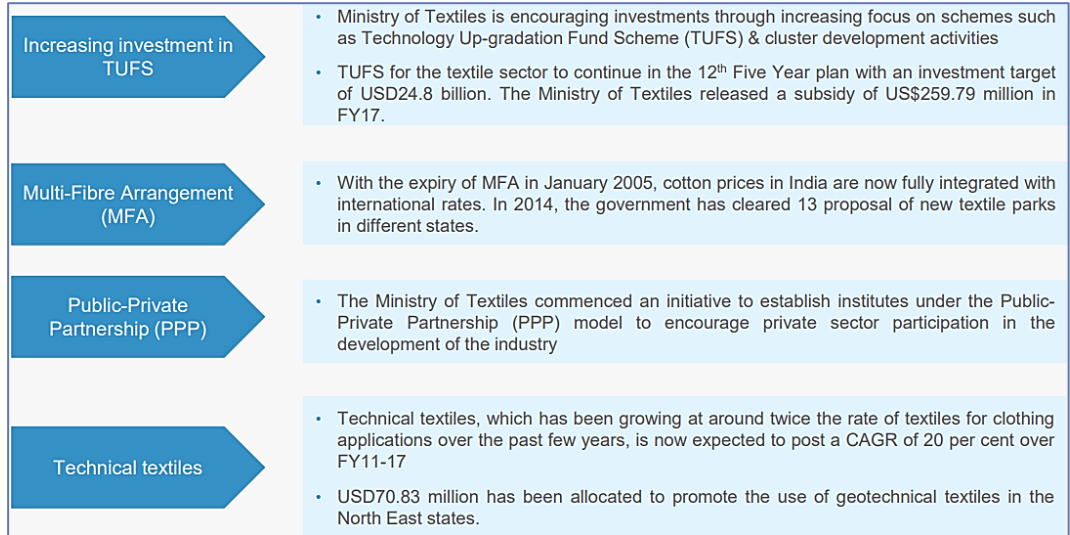 Increasing investment in
TUFS
• Ministry of Textiles is encouraging investments through increasing focus on schemes such
as Technology Up-gradation Fund Scheme (TUFS) & cluster development activities
• TUFS for the textile sector to continue in the 12th Five Year plan with an investment target
of USD24.8 billion. The Ministry of Textiles released a subsidy of US$259.79 million in
FY17.
Multi-Fibre Arrangement
(MFA)
• With the expiry of MFA in January 2005, cotton prices in India are now fully integrated with
international rates. In 2014, the government has cleared 13 proposal of new textile parks
in different states.
Public-Private
Partnership (PPP)
• The Ministry of Textiles commenced an initiative to establish institutes under the Public-
Private Partnership (PPP) model to encourage private sector participation in the
development of the industry
Technical textiles
• Technical textiles, which has been growing at around twice the rate of textiles for clothing
applications over the past few years, is now expected to post a CAGR of 20 per cent over
FY11-17
• USD70.83 million has been allocated to promote the use of geotechnical textiles in the
North East states.